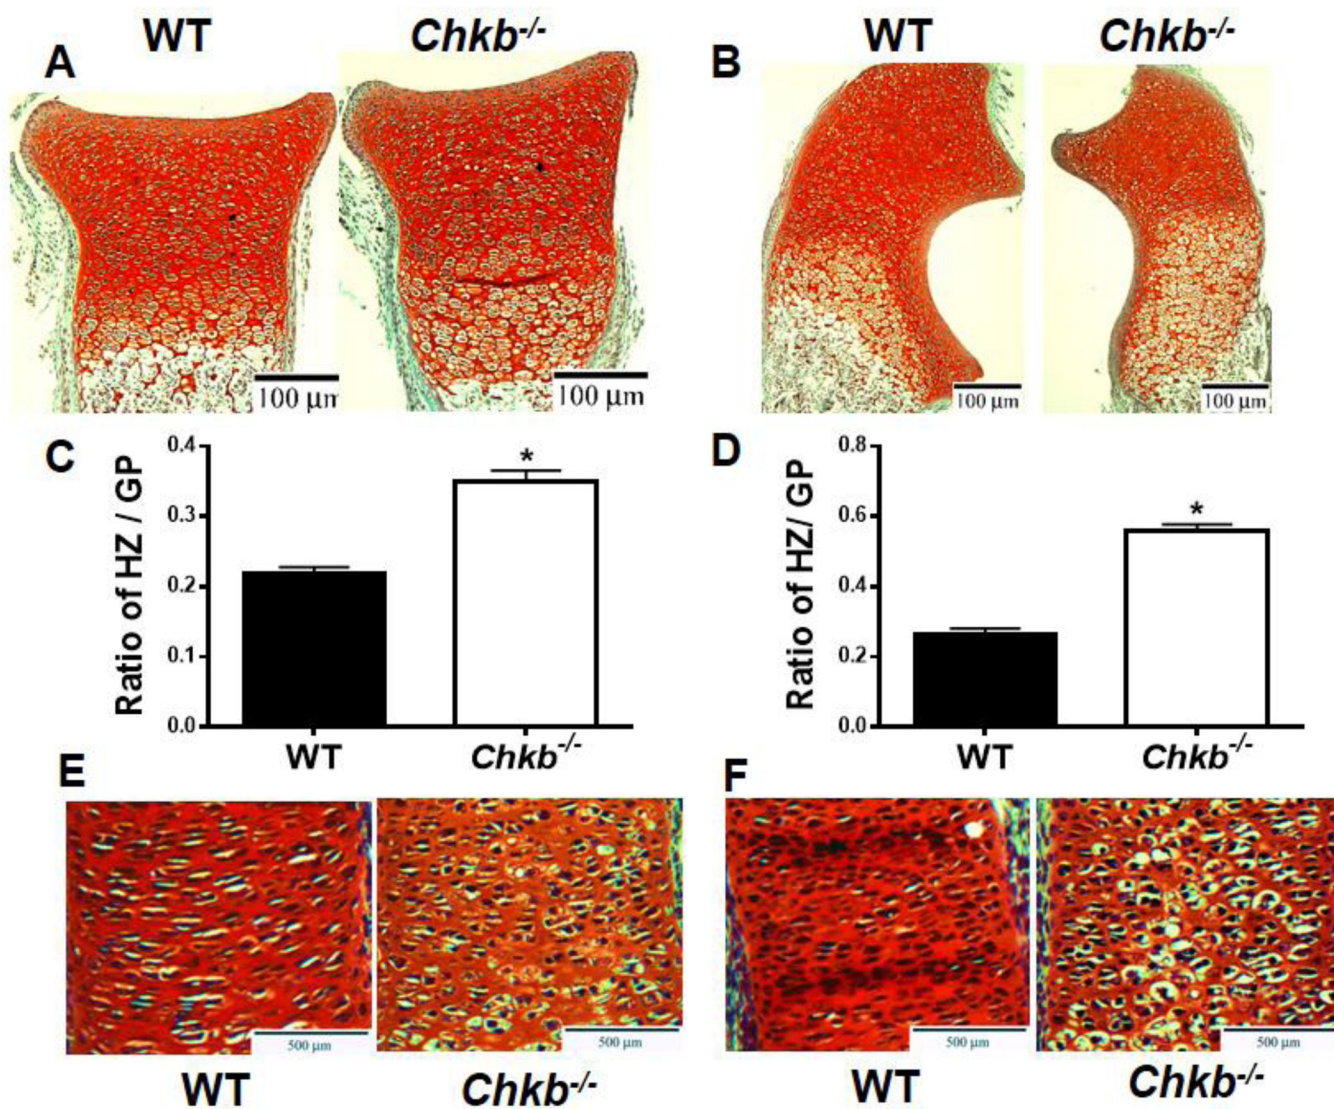 WT Chkb-/- WT Chkb-/-
A B
100 µm 100 µm 100 µm 100 µm
C D
Ratio of HZ / GP
0.4
0.3
0.2
0.1
0.0
*
WT Chkb-/-
Ratio of HZ/ GP
0.8
0.6
0.4
0.2
0.0
*
WT Chkb-/-
E F
500 µm 500 µm 500 µm 500 µm
WT Chkb-/- WT Chkb-/-